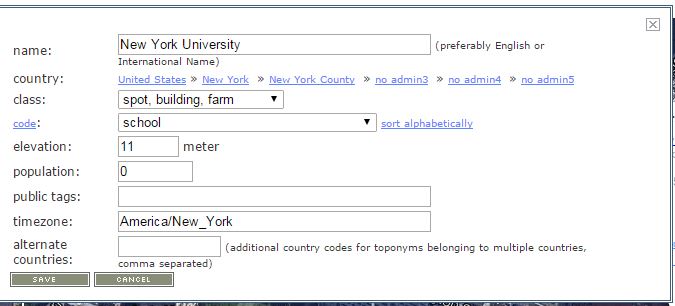 name: New York University (preferably English or
International Name)
country: United States » New York » New York County » no admin3 » no admin4 » no admin5
class: spot, building, farm
code: school sort alphabetically
elevation: 11 meter
population: 0
public tags:
timezone: America/New_York
alternate
countries: (additional country codes for toponyms belonging to multiple countries,
comma separated)
SAVE CANCEL